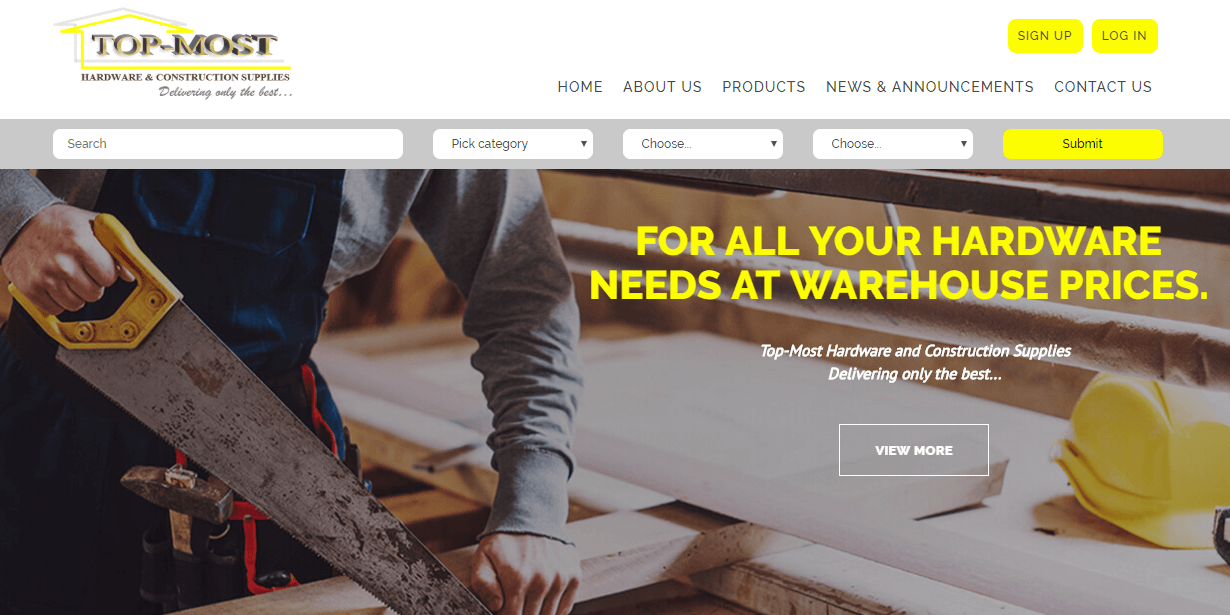 TOP-MOST
HARDWARE & CONSTRUCTION SUPPLIES
Delivering only the best...
SIGN UP
LOG IN
HOME
ABOUT US
PRODUCTS
NEWS & ANNOUNCEMENTS
CONTACT US
Search
Pick category
Choose...
Choose...
Submit
FOR ALL YOUR HARDWARE
NEEDS AT WAREHOUSE PRICES.
Top-Most Hardware and Construction Supplies
Delivering only the best...
VIEW MORE